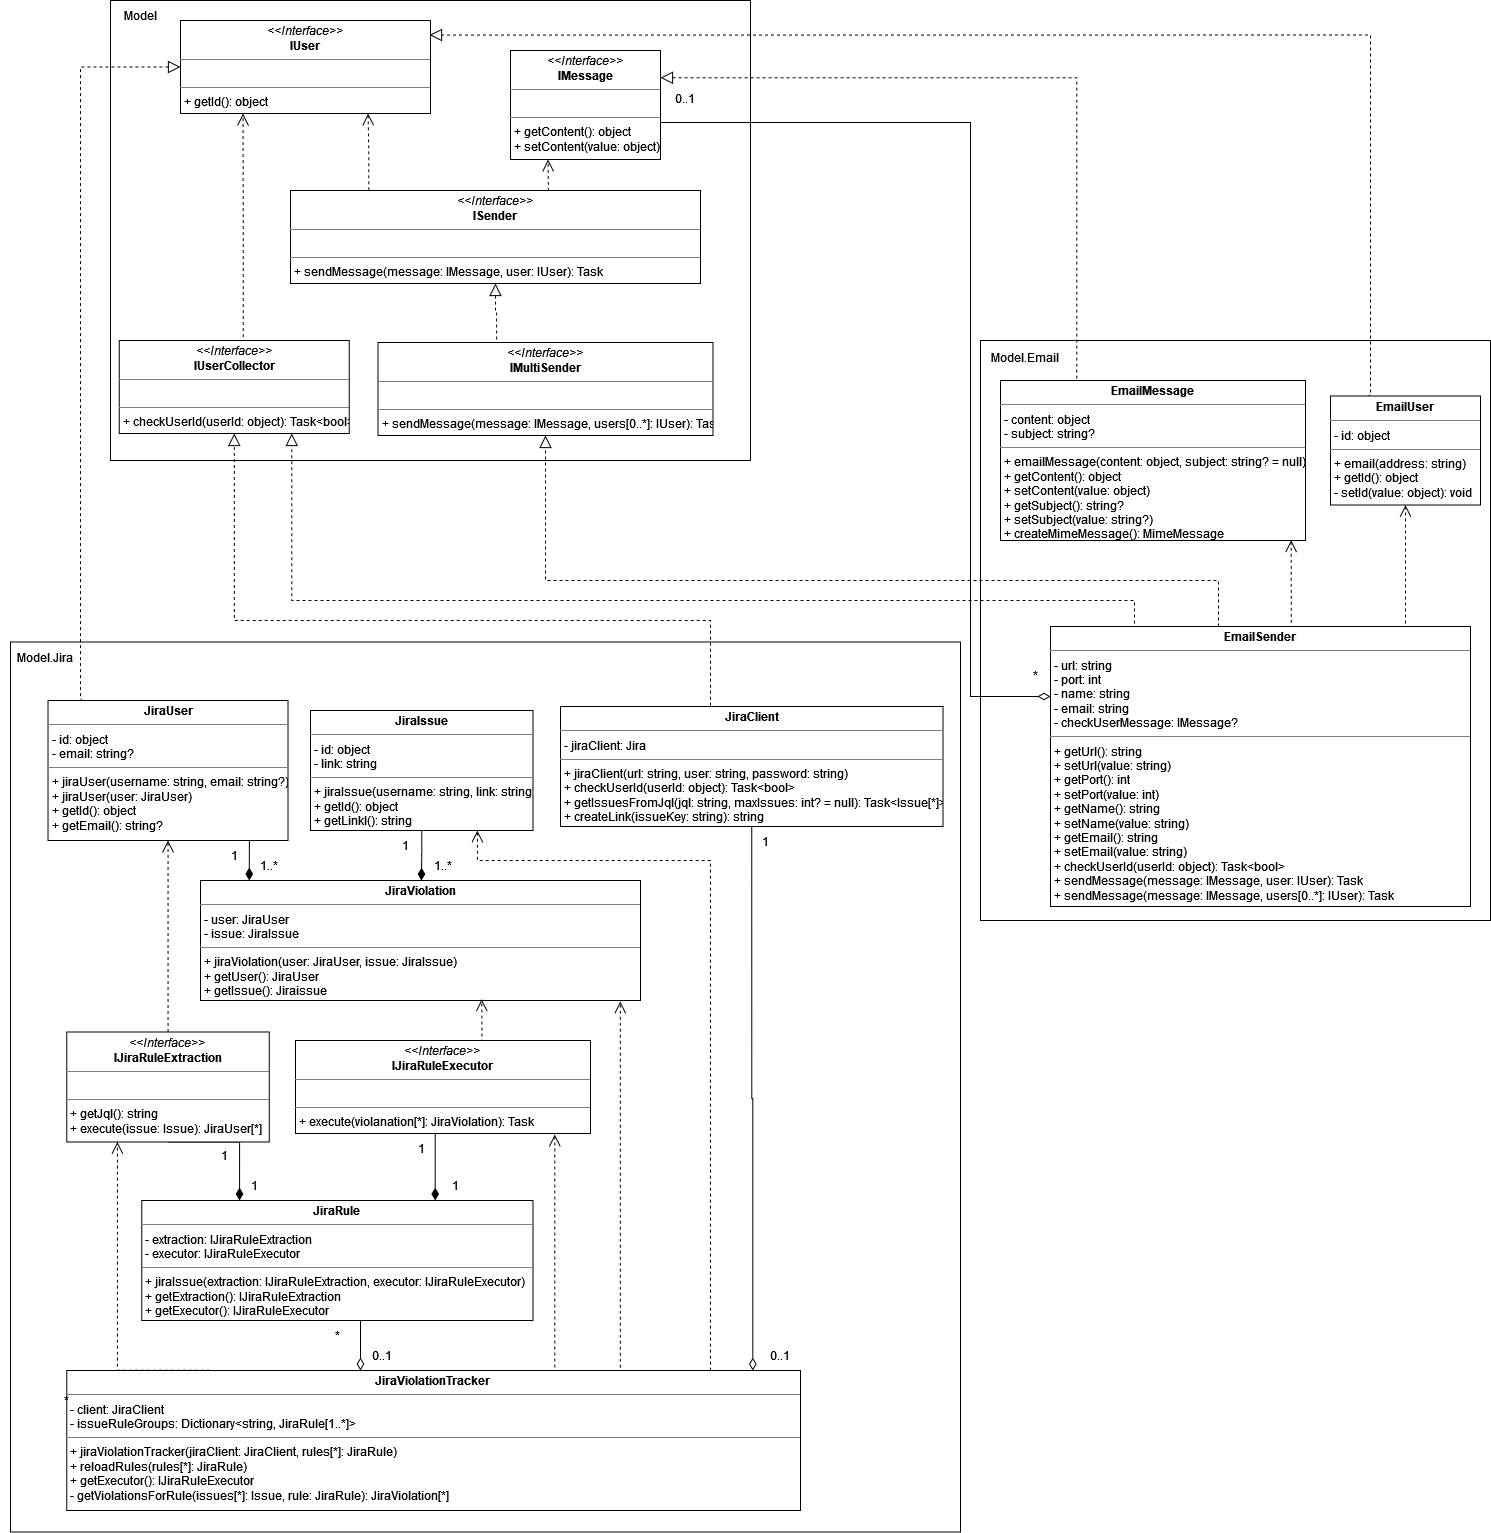 Model
<<Interface>>
IUser
+ getId(): object
<<Interface>>
IMessage
+ getContent(): object
+ setContent(value: object)
0..1
<<Interface>>
ISender
+ sendMessage(message: IMessage, user: IUser): Task
<<Interface>>
IUserCollector
+ checkUserId(userId: object): Task<bool>
<<Interface>>
IMultiSender
+ sendMessage(message: IMessage, users[0..*]: IUser): Tas
Model.Email
EmailMessage
- content: object
- subject: string?
+ emailMessage(content: object, subject: string? = null)
+ getContent(): object
+ setContent(value: object)
+ getSubject(): string?
+ setSubject(value: string?)
+ createMimeMessage(): MimeMessage
EmailUser
- id: object
+ email(address: string)
+ getId(): object
- setId(value: object): void
*
EmailSender
- url: string
- port: int
- name: string
- email: string
- checkUserMessage: IMessage?
+ getUrl(): string
+ setUrl(value: string)
+ getPort(): int
+ setPort(value: int)
+ getName(): string
+ setName(value: string)
+ getEmail(): string
+ setEmail(value: string)
+ checkUserId(userId: object): Task<bool>
+ sendMessage(message: IMessage, user: IUser): Task
+ sendMessage(message: IMessage, users[0..*]: IUser): Task
Model.Jira
JiraUser
- id: object
- email: string?
+ jiraUser(username: string, email: string?)
+ jiraUser(user: JiraUser)
+ getId(): object
+ getEmail(): string?
JiraIssue
- id: object
- link: string
+ jiraIssue(username: string, link: string
+ getId(): object
+ getLinkI(): string
JiraClient
- jiraClient: Jira
+ jiraClient(url: string, user: string, password: string)
+ checkUserId(userId: object): Task<bool>
+ getIssuesFromJql(jql: string, maxIssues: int? = null): Task<Issue[*]>
+ createLink(issueKey: string): string
1
1..*
1
1..*
1
JiraViolation
- user: JiraUser
- issue: JiraIssue
+ jiraViolation(user: JiraUser, issue: JiraIssue)
+ getUser(): JiraUser
+ getIssue(): Jiraissue
<<Interface>>
IJiraRuleExtraction
+ getJql(): string
+ execute(issue: Issue): JiraUser[*]
<<Interface>>
IJiraRuleExecutor
+ execute(violanation[*]: JiraViolation): Task
1
1
1
1
JiraRule
- extraction: IJiraRuleExtraction
- executor: IJiraRuleExecutor
+ jiraIssue(extraction: IJiraRuleExtraction, executor: IJiraRuleExecutor)
+ getExtraction(): IJiraRuleExtraction
+ getExecutor(): IJiraRuleExecutor
*
0..1
0..1
JiraViolationTracker
*
- client: JiraClient
- issueRuleGroups: Dictionary<string, JiraRule[1..*]>
+ jiraViolationTracker(jiraClient: JiraClient, rules[*]: JiraRule)
+ reloadRules(rules[*]: JiraRule)
+ getExecutor(): IJiraRuleExecutor
- getViolationsForRule(issues[*]: Issue, rule: JiraRule): JiraViolation[*]